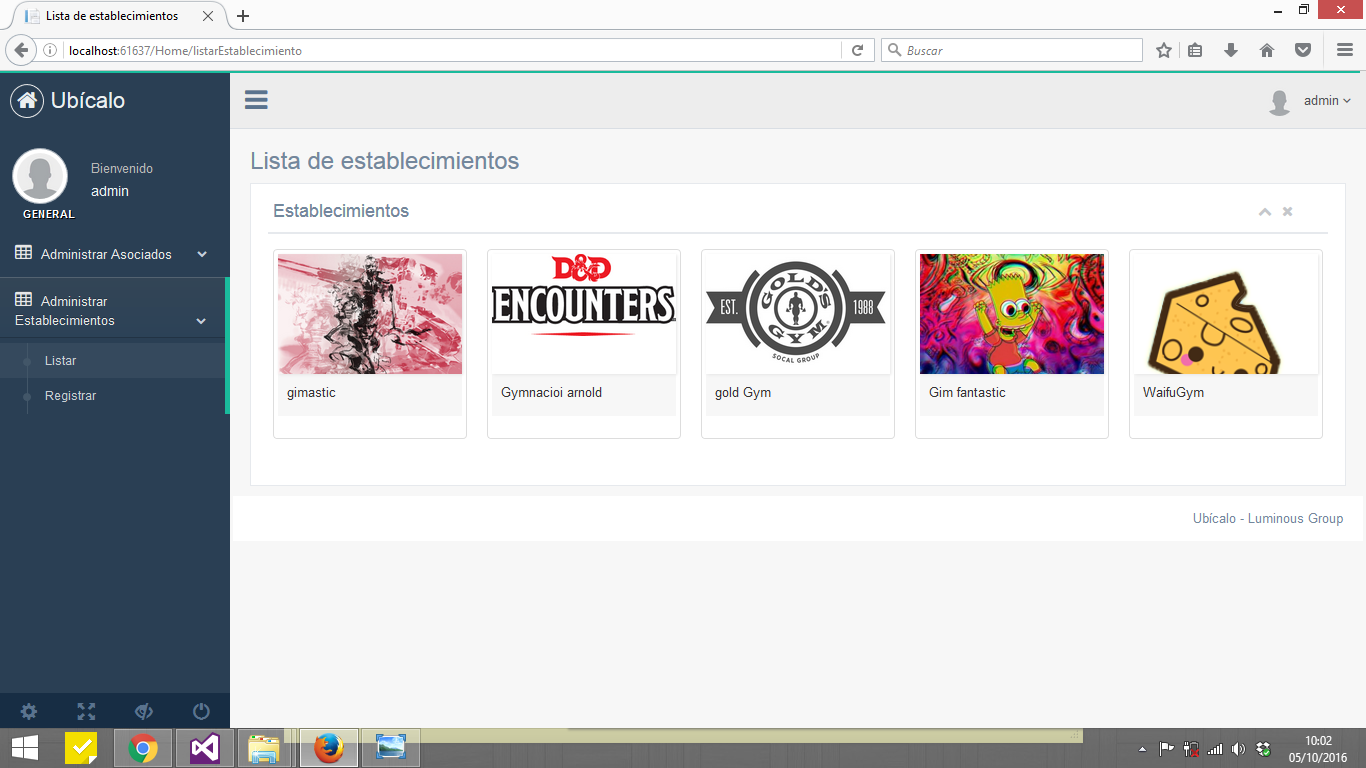 Lista de establecimientos
localhost:61637/Home/listarEstablecimiento
Buscar
Ubícalo
admin
Bienvenido
admin
GENERAL
Administrar Asociados
Administrar
Establecimientos
Listar
Registrar
Lista de establecimientos
Establecimientos
D&D
ENCOUNTERS
EST.
GOLD'S
GYM
1988
SOCAL GROUP
gimastic
Gymnacioi arnold
gold Gym
Gim fantastic
WaifuGym
Ubícalo - Luminous Group
10:02
05/10/2016